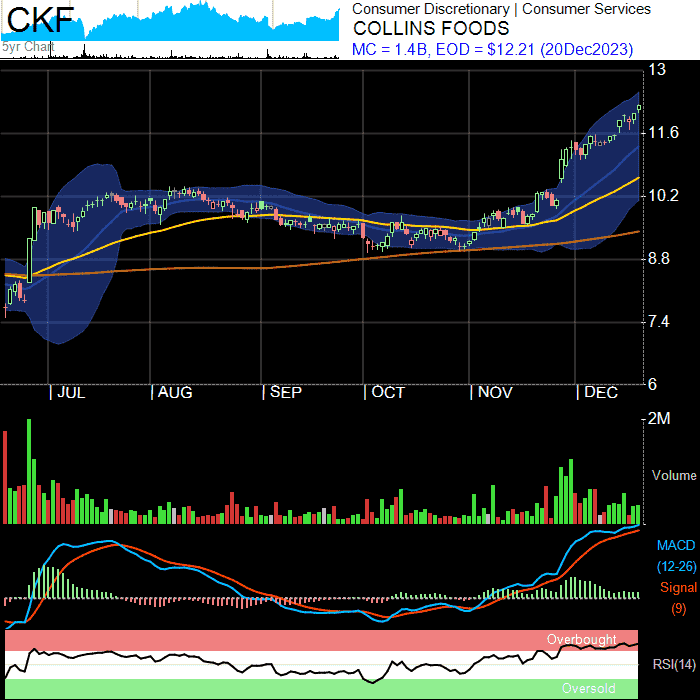 CKF
5yr Chart
Consumer Discretionary | Consumer Services
COLLINS FOODS
MC = 1.4B, EOD = $12.21 (20Dec2023)
13
11.6
10.2
8.8
7.4
6
| JUL | AUG | SEP | OCT | NOV | DEC
2M
Volume
MACD
(12-26)
Signal
(9)
Overbought
RSI(14)
Oversold